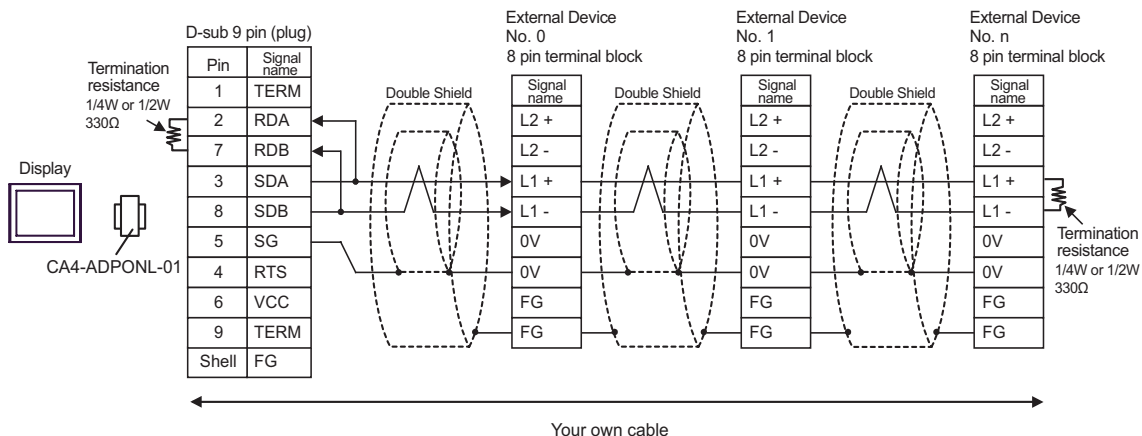 D-sub 9 pin (plug)
Pin Signal name
1 TERM
2 RDA
7 RDB
3 SDA
8 SDB
5 SG
4 RTS
6 VCC
9 TERM
Shell FG
Termination
resistance
1/4W or 1/2W
330Ω
Display
CA4-ADPONL-01
Double Shield
External Device
No. 0
8 pin terminal block
Signal
name
L2 +
L2 -
L1 +
L1 -
0V
0V
FG
FG
Double Shield
External Device
No. 1
8 pin terminal block
Signal
name
L2 +
L2 -
L1 +
L1 -
0V
0V
FG
FG
Double Shield
External Device
No. n
8 pin terminal block
Signal
name
L2 +
L2 -
L1 +
L1 -
0V
0V
FG
FG
Termination
resistance
1/4W or 1/2W
330Ω
Your own cable